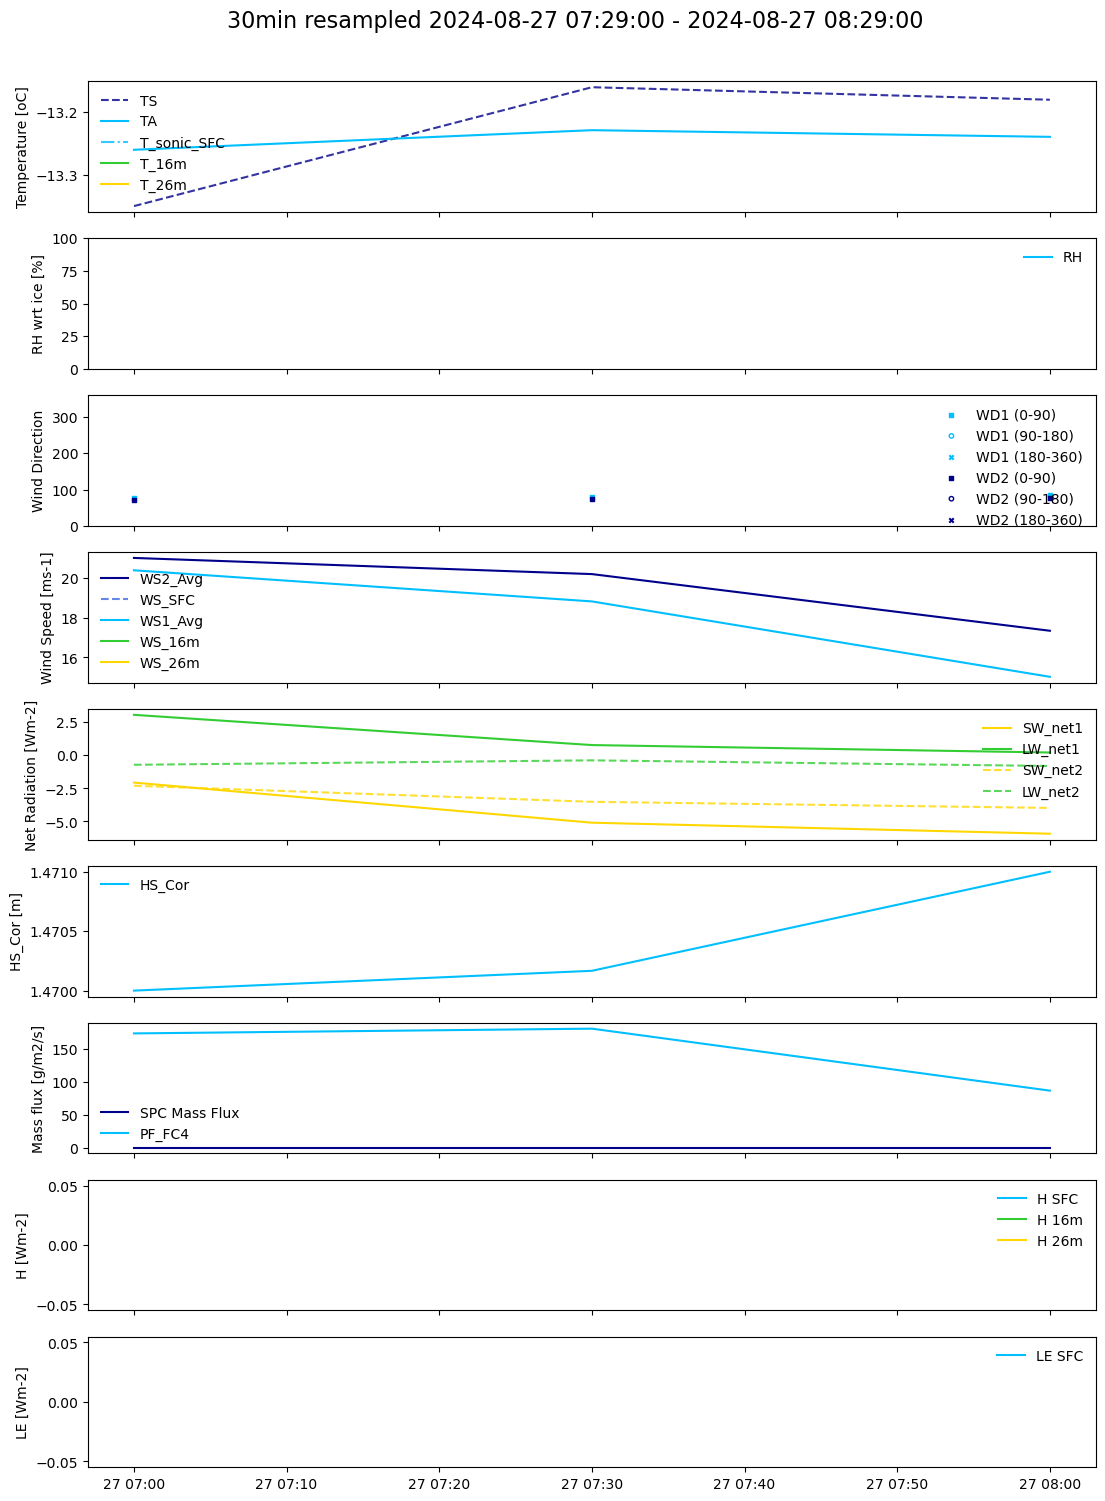 30min resampled 2024-08-27 07:29:00 - 2024-08-27 08:29:00
Temperature [oC]
−13.2
−13.3
TS
TA
T_sonic_SFC
T_16m
T_26m
RH wrt ice [%]
100
75
50
25
0
RH
Wind Direction
300
200
100
0
WD1 (0-90)
WD1 (90-180)
WD1 (180-360)
WD2 (0-90)
WD2 (90-180)
WD2 (180-360)
Wind Speed [ms-1]
20
18
16
WS2_Avg
WS_SFC
WS1_Avg
WS_16m
WS_26m
Net Radiation [Wm-2]
2.5
0.0
−2.5
−5.0
SW_net1
LW_net1
SW_net2
LW_net2
HS_Cor [m]
1.4710
1.4705
1.4700
HS_Cor
Mass flux [g/m2/s]
150
100
50
0
SPC Mass Flux
PF_FC4
H [Wm-2]
0.05
0.00
−0.05
H SFC
H 16m
H 26m
LE [Wm-2]
0.05
0.00
−0.05
LE SFC
27 07:00
27 07:10
27 07:20
27 07:30
27 07:40
27 07:50
27 08:00